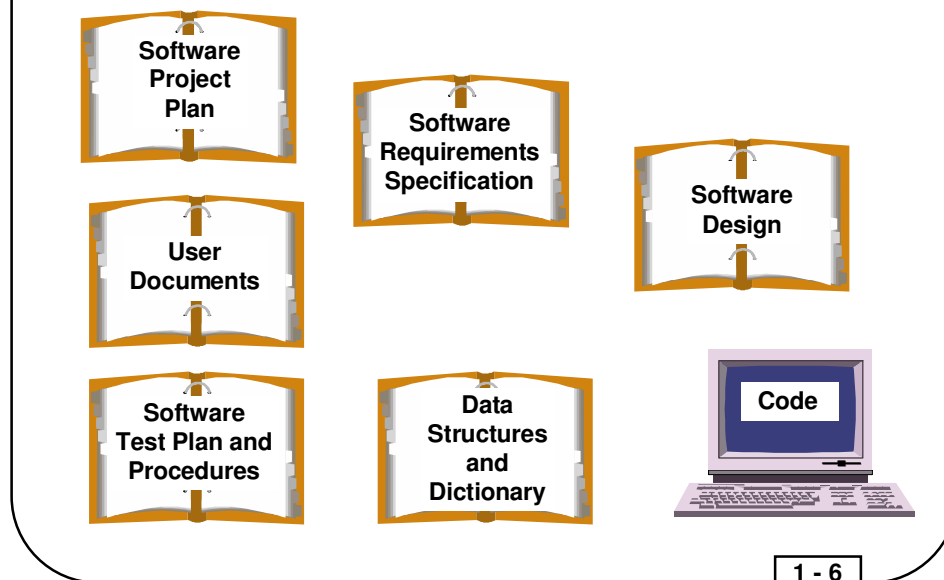 Software
Project
Plan
Software
Requirements
Specification
Software
Design
User
Documents
Software
Test Plan and
Procedures
Data
Structures
and
Dictionary
Code
1 - 6